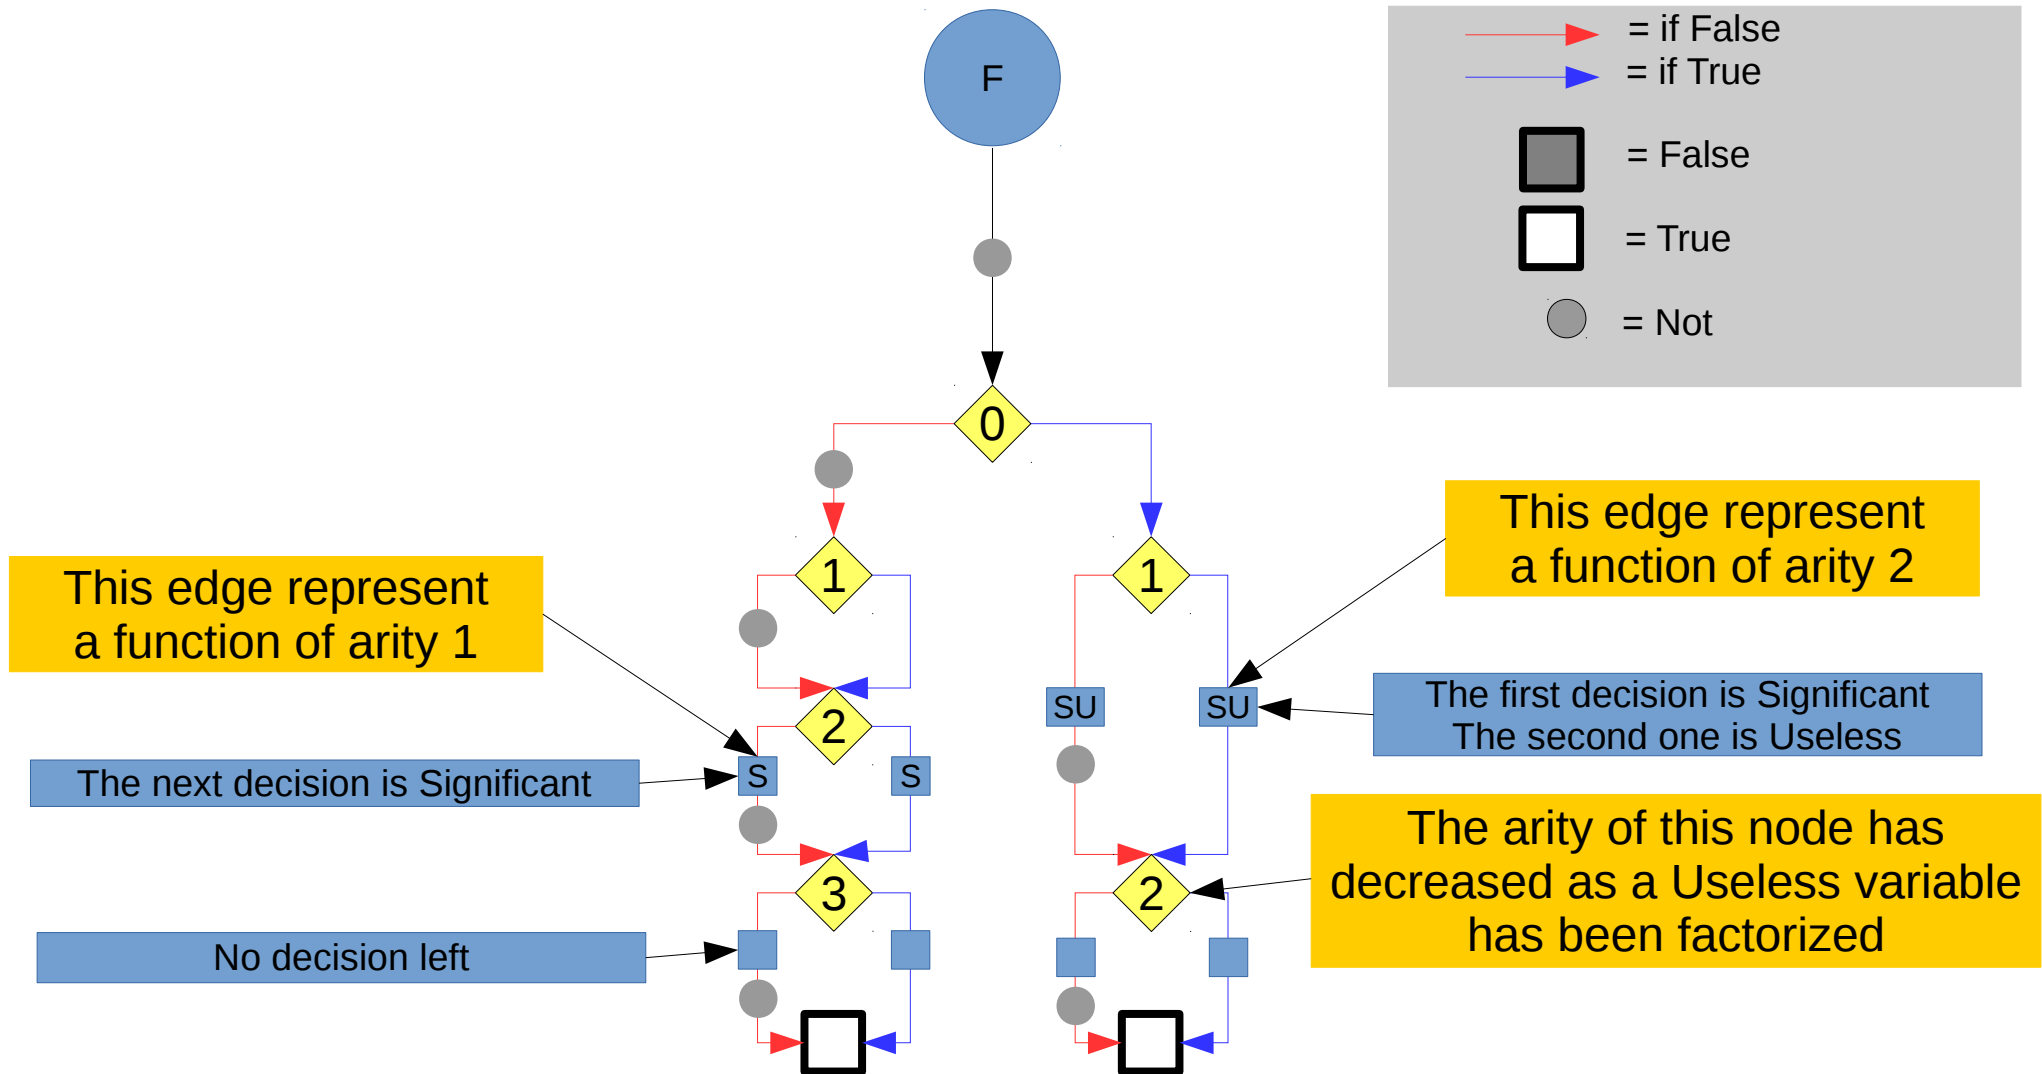 F
= if False
= if True
= False
= True
= Not
0
This edge represent
a function of arity 2
This edge represent
a function of arity 1
1
1
SU
SU
The first decision is Significant
The second one is Useless
2
The next decision is Significant
S
S
The arity of this node has
decreased as a Useless variable
has been factorized
3
2
No decision left